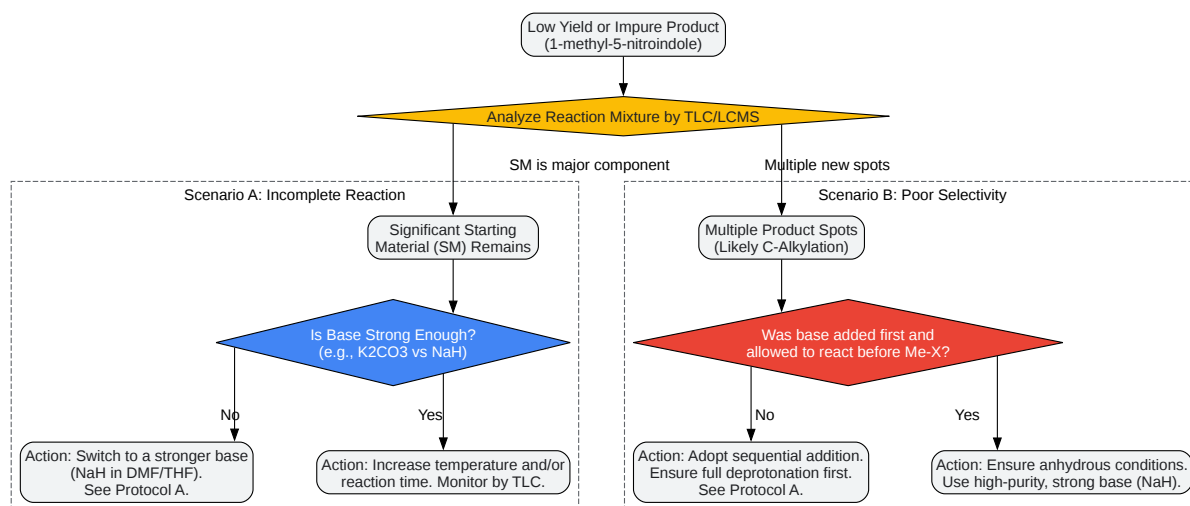 Low Yield or Impure Product
(1-methyl-5-nitroindole)
Analyze Reaction Mixture by TLC/LCMS
SM is major component
Multiple new spots
Scenario A: Incomplete Reaction
Scenario B: Poor Selectivity
Significant Starting
Material (SM) Remains
Multiple Product Spots
(Likely C-Alkylation)
Is Base Strong Enough?
(e.g., K2CO3 vs NaH)
Was base added first and
allowed to react before Me-X?
No
Yes
No
Yes
Action: Switch to a stronger base
(NaH in DMF/THF).
See Protocol A.
Action: Increase temperature and/or
reaction time. Monitor by TLC.
Action: Adopt sequential addition.
Ensure full deprotonation first.
See Protocol A.
Action: Ensure anhydrous conditions.
Use high-purity, strong base (NaH).